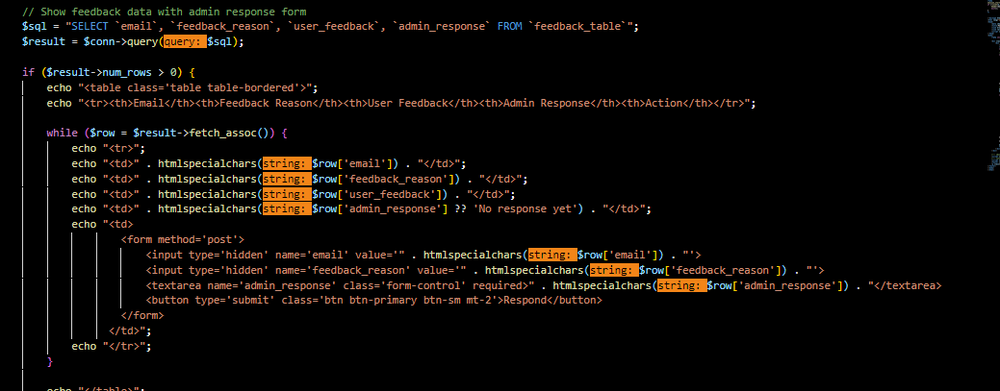 // Show feedback data with admin response form
$sql = "SELECT `email`, `feedback_reason`, `user_feedback`, `admin_response` FROM `feedback_table`";
$result = $conn->query(query: $sql);
if ($result->num_rows > 0) {
echo "<table class='table table-bordered'>";
echo "<tr><th>Email</th><th>Feedback Reason</th><th>User Feedback</th><th>Admin Response</th><th>Action</th></tr>";
while ($row = $result->fetch_assoc()) {
echo "<tr>";
echo "<td>" . htmlspecialchars(string: $row['email']) . "</td>";
echo "<td>" . htmlspecialchars(string: $row['feedback_reason']) . "</td>";
echo "<td>" . htmlspecialchars(string: $row['user_feedback']) . "</td>";
echo "<td>" . htmlspecialchars(string: $row['admin_response'] ?? 'No response yet') . "</td>";
echo "<td>
<form method='post'>
<input type='hidden' name='email' value='" . htmlspecialchars(string: $row['email']) . "'>
<input type='hidden' name='feedback_reason' value='" . htmlspecialchars(string: $row['feedback_reason']) . "'>
<textarea name='admin_response' class='form-control' required>" . htmlspecialchars(string: $row['admin_response']) . "</textarea>
<button type='submit' class='btn btn-primary btn-sm mt-2'>Respond</button>
</form>
</td>";
echo "</tr>";
}
echo "</table>";